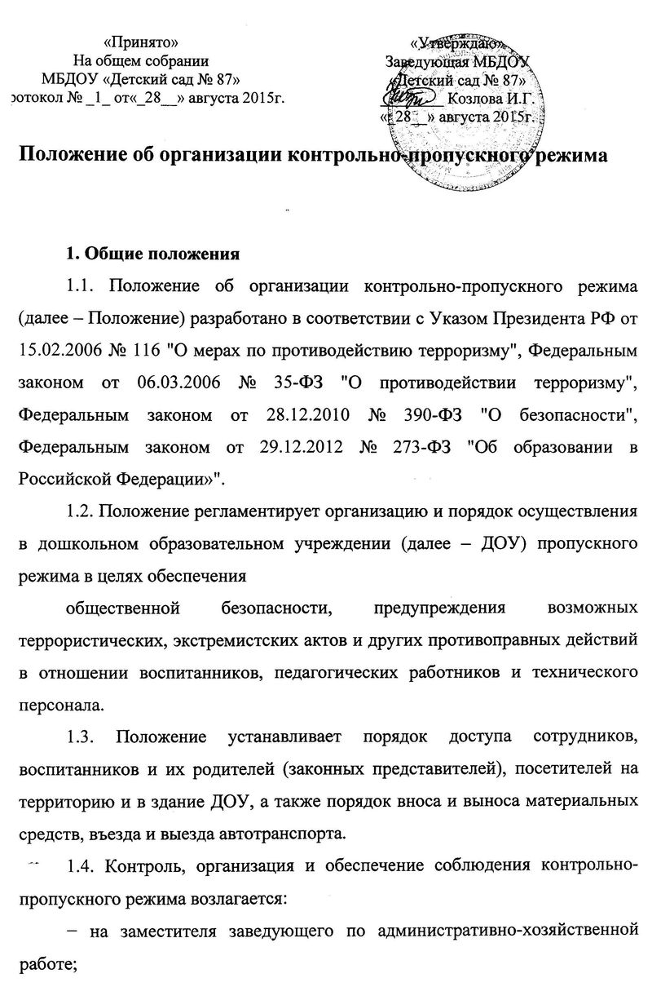 «Принято»
На общем собрании
МБДОУ «Детский сад № 87»
ротокол № _1_ от«_28__» августа 2015г.
«Утверждаю»
Заведующая МБДОУ
«Детский сад № 87»
________ Козлова И.Г.
«_28__» августа 2015г.
Положение об организации контрольно-пропускного режима
1. Общие положения
1.1. Положение об организации контрольно-пропускного режима
(далее – Положение) разработано в соответствии с Указом Президента РФ от
15.02.2006 № 116 "О мерах по противодействию терроризму", Федеральным
законом от 06.03.2006 № 35-ФЗ "О противодействии терроризму",
Федеральным законом от 28.12.2010 № 390-ФЗ "О безопасности",
Федеральным законом от 29.12.2012 № 273-ФЗ "Об образовании в
Российской Федерации»".
1.2. Положение регламентирует организацию и порядок осуществления
в дошкольном образовательном учреждении (далее – ДОУ) пропускного
режима в целях обеспечения
общественной безопасности, предупреждения возможных
террористических, экстремистских актов и других противоправных действий
в отношении воспитанников, педагогических работников и технического
персонала.
1.3. Положение устанавливает порядок доступа сотрудников,
воспитанников и их родителей (законных представителей), посетителей на
территорию и в здание ДОУ, а также порядок вноса и выноса материальных
средств, въезда и выезда автотранспорта.
1.4. Контроль, организация и обеспечение соблюдения контрольно-
пропускного режима возлагается:
− на заместителя заведующего по административно-хозяйственной
работе;